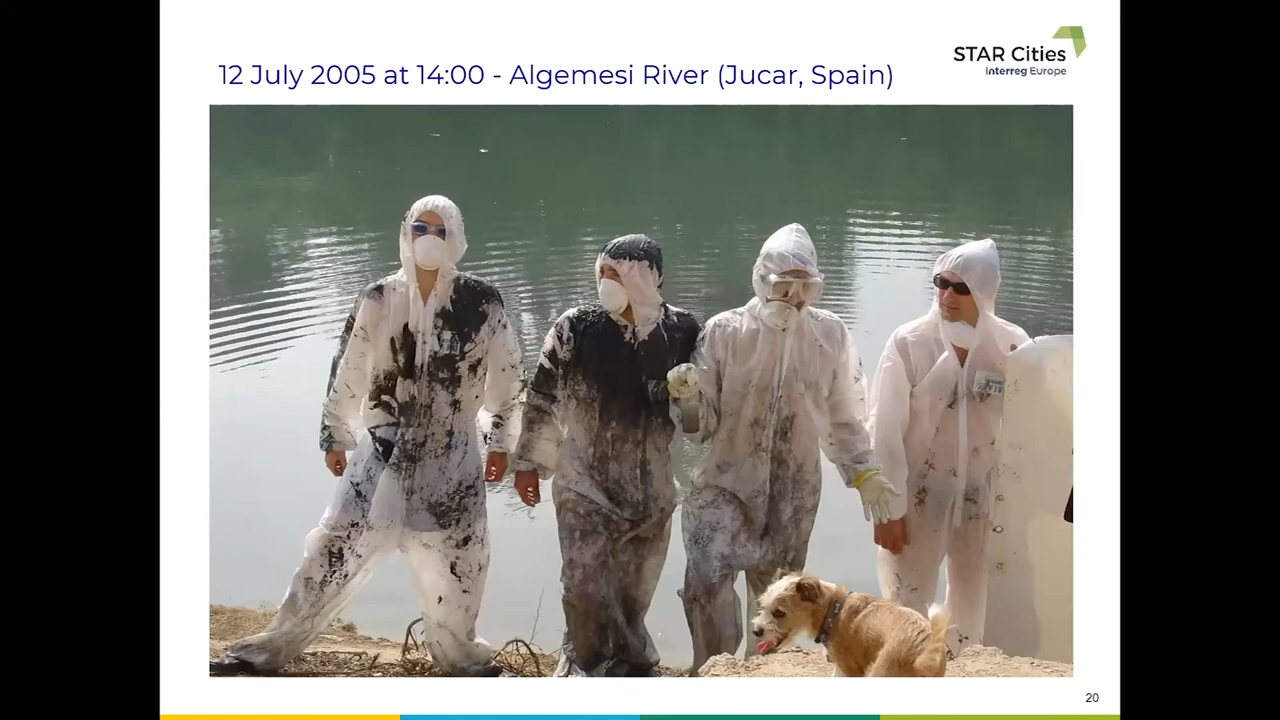 STAR Cities
Interreg Europe
12 July 2005 at 14:00 - Algemesi River (Jucar, Spain)
20